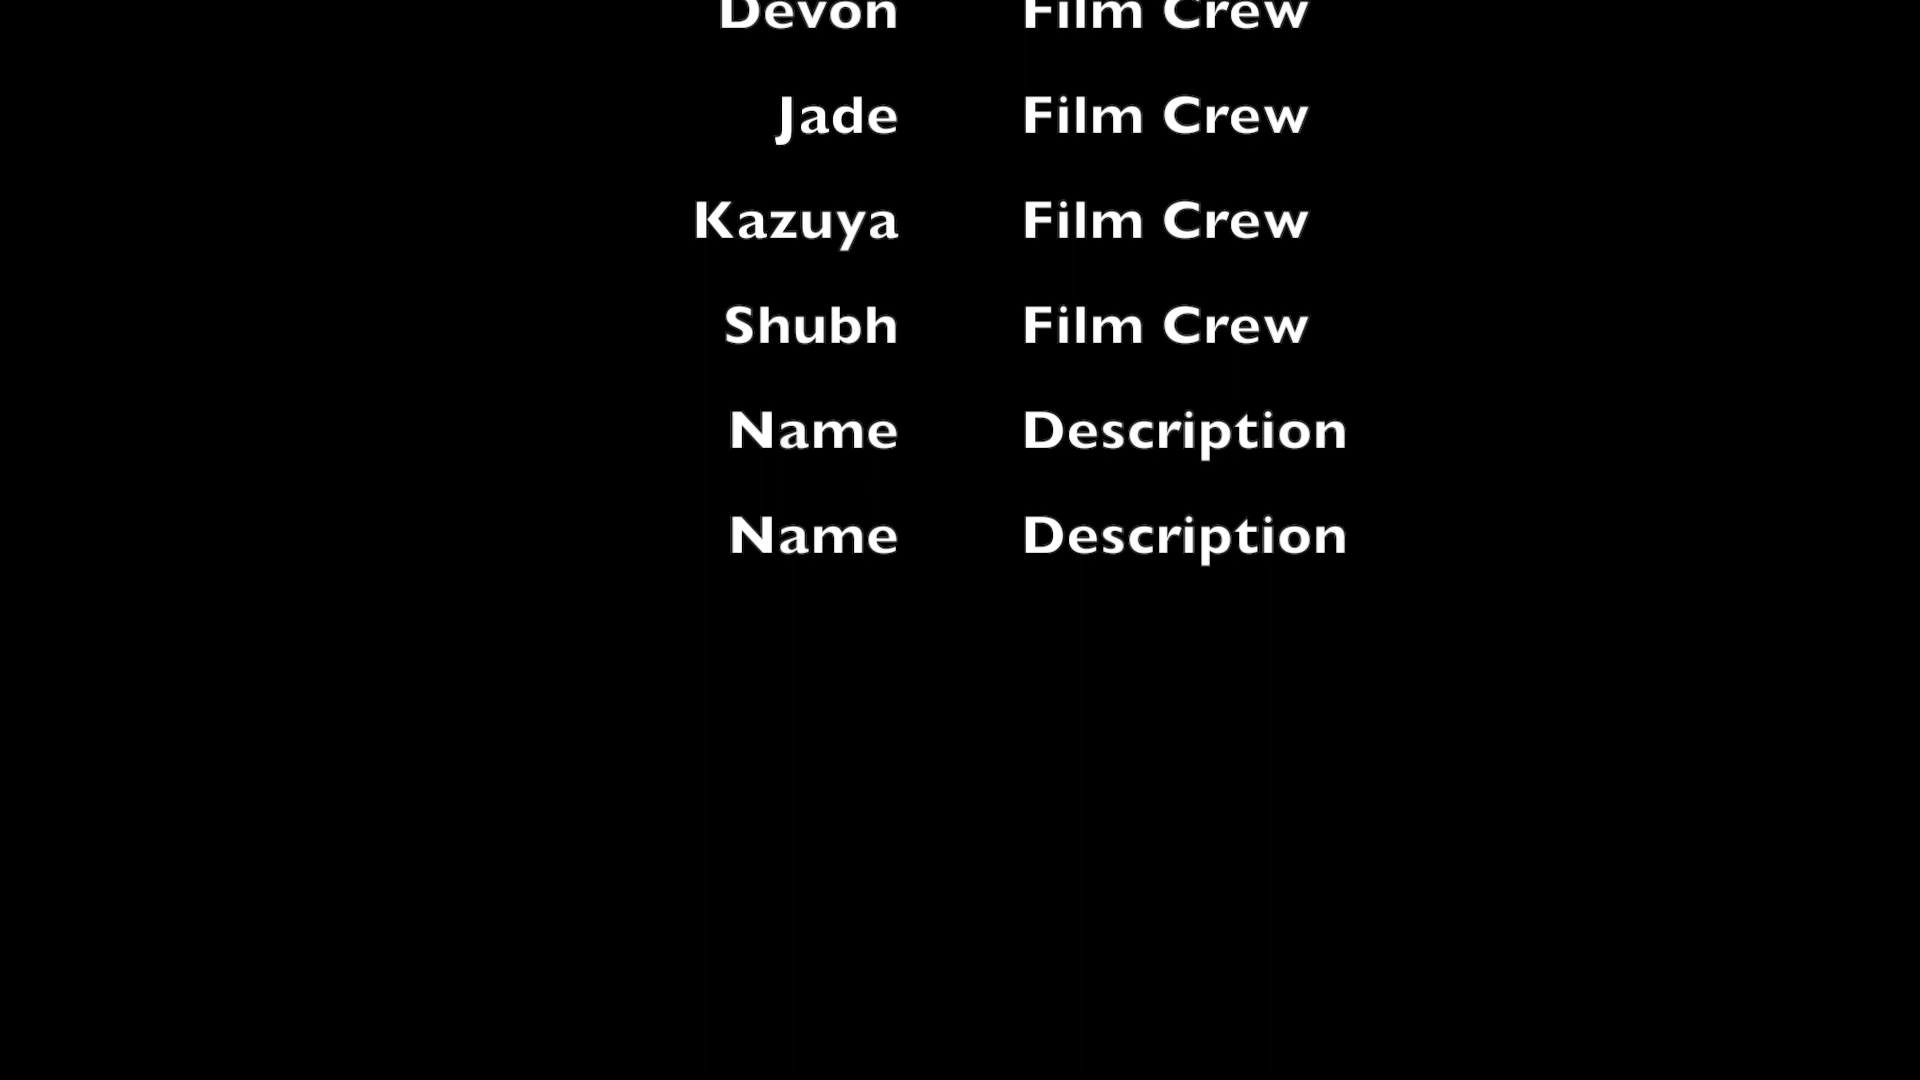 Devon Film Crew
Jade Film Crew
Kazuya Film Crew
Shubh Film Crew
Name Description
Name Description